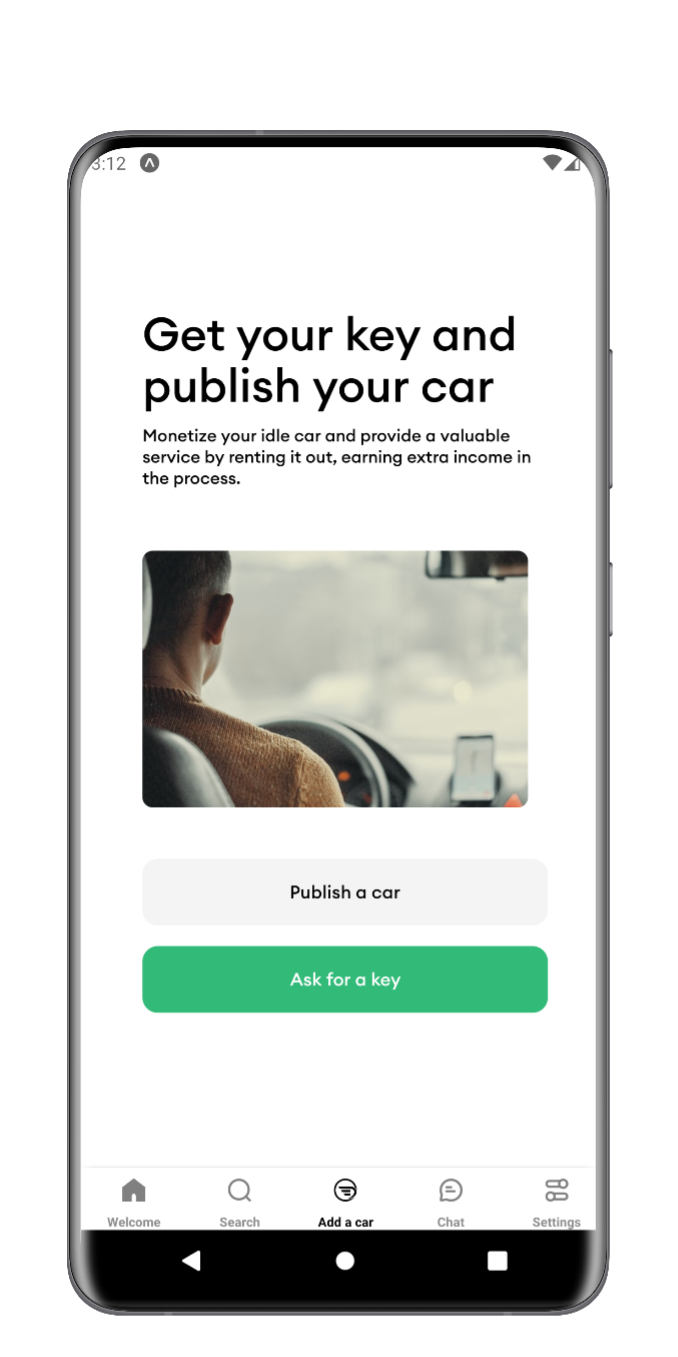 3:12
Get your key and
publish your car
Monetize your idle car and provide a valuable
service by renting it out, earning extra income in
the process.
Publish a car
Ask for a key
Welcome Search Add a car Chat Settings